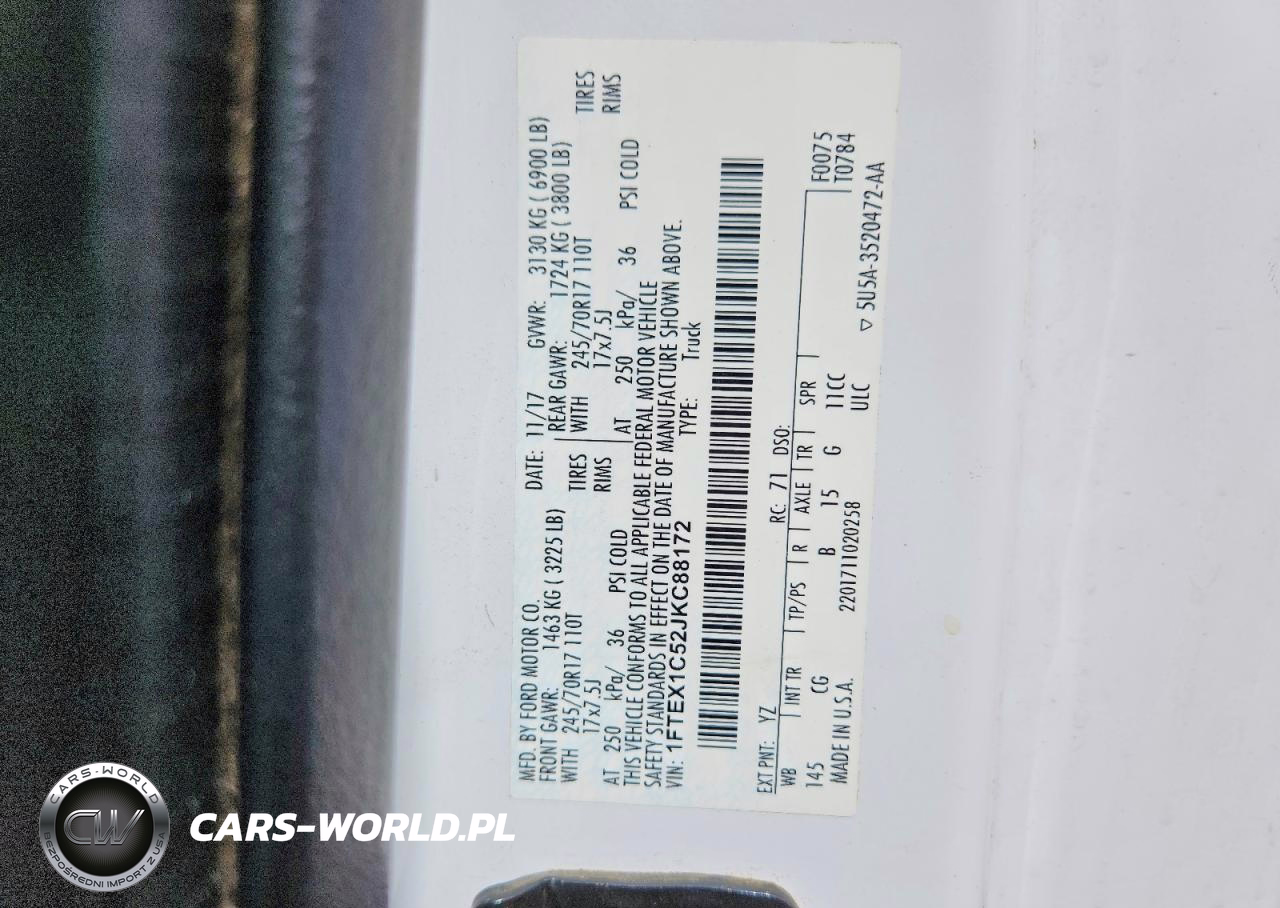 MFD. BY FORD MOTOR CO.
DATE: 11/17 GVWR: 3130 KG ( 6900 LB)
FRONT GAWR: 1463 KG ( 3225 LB)
REAR GAWR: 1724 KG ( 3800 LB)
WITH 245/70R17 110T TIRES
WITH 245/70R17 110T TIRES
17x7.5J RIMS
17x7.5J RIMS
AT 250 kPa/ 36 PSI COLD
AT 250 kPa/ 36 PSI COLD
THIS VEHICLE CONFORMS TO ALL APPLICABLE FEDERAL MOTOR VEHICLE
SAFETY STANDARDS IN EFFECT ON THE DATE OF MANUFACTURE SHOWN ABOVE.
VIN: 1FTEX1C52JKC88172 TYPE: Truck
EXT PNT: YZ RC: 71 DSO:
WB INT TR TP/PS R AXLE TR SPR F0075
145 CG B 15 G 11CC T0784
MADE IN U.S.A. 2201711020258 ULC
▽ 5U5A-3520472-AA
CARS-WORLD
CW
BEZPOŚREDNI IMPORT Z USA
CARS-WORLD.PL